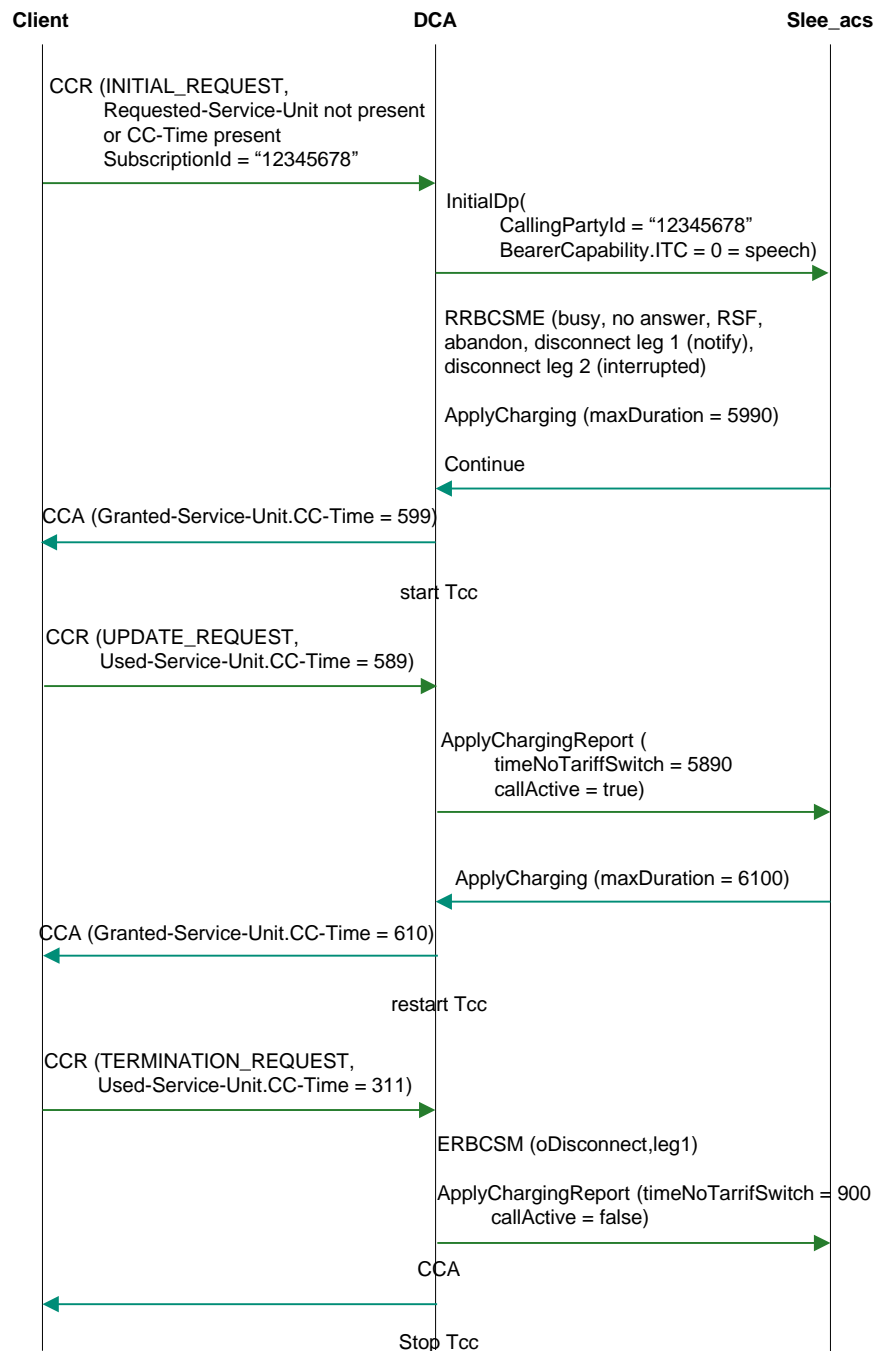 Client DCA Slee_acs
CCR (INITIAL_REQUEST,
Requested-Service-Unit not present
or CC-Time present
SubscriptionId = “12345678”
InitialDp(
CallingPartyId = “12345678”
BearerCapability.ITC = 0 = speech)
RRBCSME (busy, no answer, RSF,
abandon, disconnect leg 1 (notify),
disconnect leg 2 (interrupted)
ApplyCharging (maxDuration = 5990)
Continue
CCA (Granted-Service-Unit.CC-Time = 599)
start Tcc
CCR (UPDATE_REQUEST,
Used-Service-Unit.CC-Time = 589)
ApplyChargingReport (
timeNoTariffSwitch = 5890
callActive = true)
ApplyCharging (maxDuration = 6100)
CCA (Granted-Service-Unit.CC-Time = 610)
restart Tcc
CCR (TERMINATION_REQUEST,
Used-Service-Unit.CC-Time = 311)
ERBCSM (oDisconnect,leg1)
ApplyChargingReport (timeNoTarrifSwitch = 900
callActive = false)
CCA
Stop Tcc